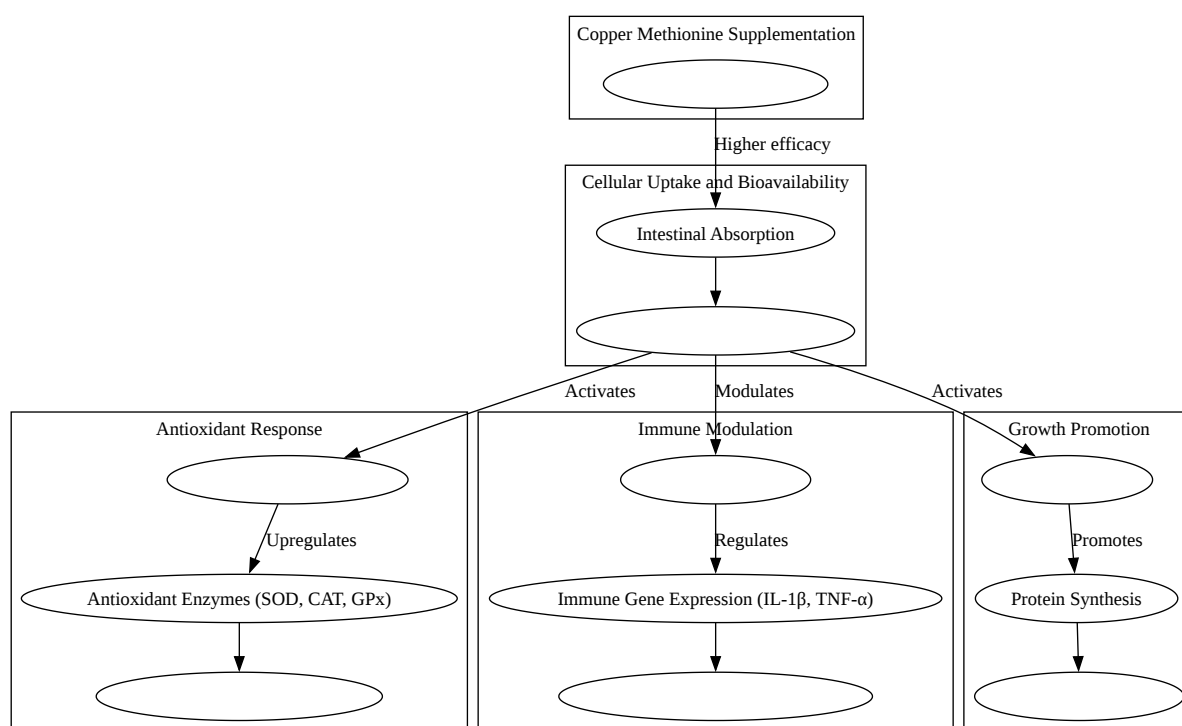 Copper Methionine Supplementation
Higher efficacy
Cellular Uptake and Bioavailability
Intestinal Absorption
Activates
Modulates
Activates
Antioxidant Response
Immune Modulation
Growth Promotion
Upregulates
Regulates
Promotes
Antioxidant Enzymes (SOD, CAT, GPx)
Immune Gene Expression (IL-1β, TNF-α)
Protein Synthesis